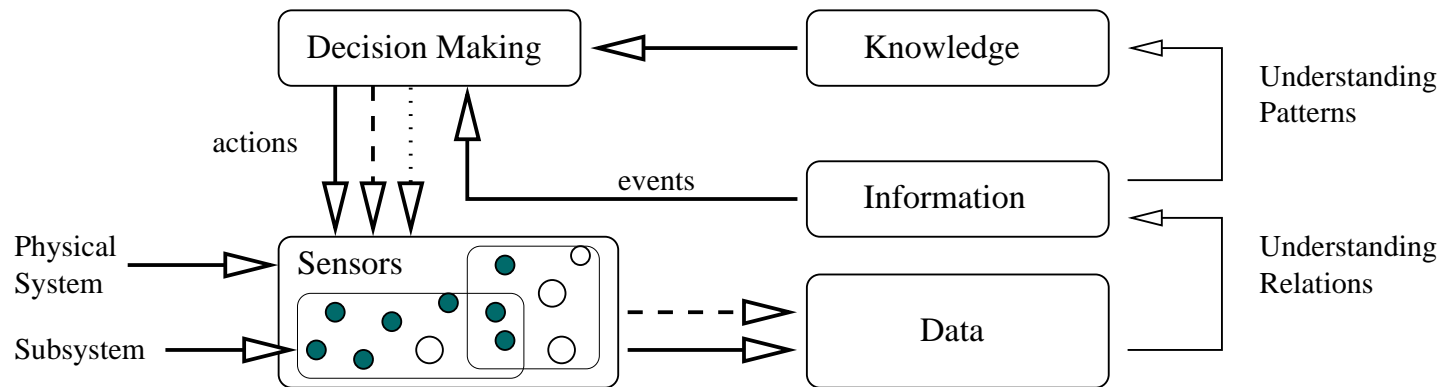 Decision Making
Knowledge
Understanding
Patterns
actions
events
Information
Physical
System
Sensors
Understanding
Relations
Data
Subsystem